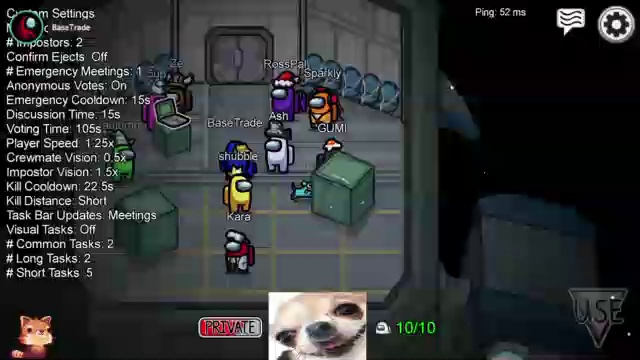 Custom Settings
BaseTrade
# Impostors: 2
Confirm Ejects: Off
# Emergency Meetings: 1
Anonymous Votes: On
Emergency Cooldown: 15s
Discussion Time: 15s
Voting Time: 105s
Player Speed: 1.25x
Crewmate Vision: 0.5x
Impostor Vision: 1.5x
Kill Cooldown: 22.5s
Kill Distance: Short
Task Bar Updates: Meetings
Visual Tasks: Off
# Common Tasks: 2
# Long Tasks: 2
# Short Tasks: 5
Ping: 52 ms
Ze
RossPal
Sparkly
Ash
BaseTrade
GUMI
shubble
Kara
PRIVATE
10/10
USE